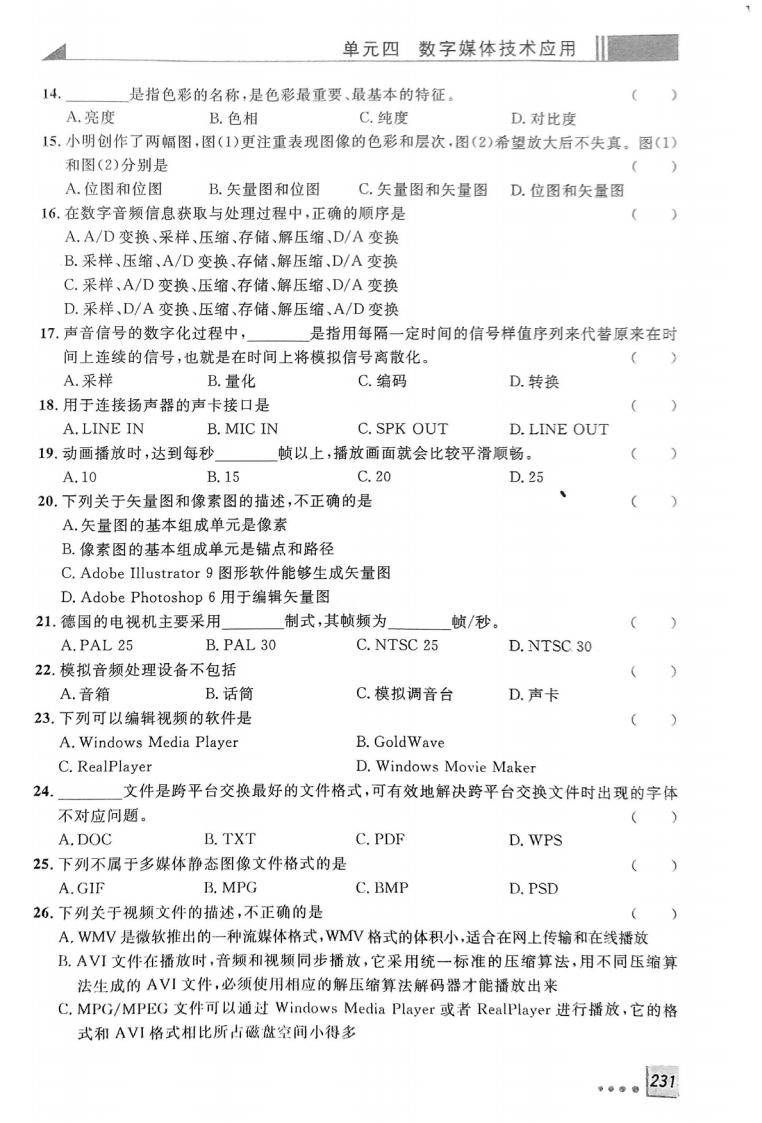 单元四 数字媒体技术应用
14. ________是指色彩的名称,是色彩最重要、最基本的特征。 (  )
A. 亮度 B. 色相 C. 纯度 D. 对比度
15. 小明创作了两幅图,图(1)更注重表现图像的色彩和层次,图(2)希望放大后不失真。图(1)
和图(2)分别是 (  )
A. 位图和位图 B. 矢量图和位图 C. 矢量图和矢量图 D. 位图和矢量图
16. 在数字音频信息获取与处理过程中,正确的顺序是 (  )
A. A/D 变换、采样、压缩、存储、解压缩、D/A 变换
B. 采样、压缩、A/D 变换、存储、解压缩、D/A 变换
C. 采样、A/D 变换、压缩、存储、解压缩、D/A 变换
D. 采样、D/A 变换、压缩、存储、解压缩、A/D 变换
17. 声音信号的数字化过程中,________是指用每隔一定时间的信号样值序列来代替原来在时
间上连续的信号,也就是在时间上将模拟信号离散化。 (  )
A. 采样 B. 量化 C. 编码 D. 转换
18. 用于连接扬声器的声卡接口是 (  )
A. LINE IN B. MIC IN C. SPK OUT D. LINE OUT
19. 动画播放时,达到每秒________帧以上,播放画面就会比较平滑顺畅。 (  )
A. 10 B. 15 C. 20 D. 25
20. 下列关于矢量图和像素图的描述,不正确的是 (  )
A. 矢量图的基本组成单元是像素
B. 像素图的基本组成单元是锚点和路径
C. Adobe Illustrator 9 图形软件能够生成矢量图
D. Adobe Photoshop 6 用于编辑矢量图
21. 德国的电视机主要采用________制式,其帧频为________帧/秒。 (  )
A. PAL 25 B. PAL 30 C. NTSC 25 D. NTSC 30
22. 模拟音频处理设备不包括 (  )
A. 音箱 B. 话筒 C. 模拟调音台 D. 声卡
23. 下列可以编辑视频的软件是 (  )
A. Windows Media Player B. GoldWave
C. RealPlayer D. Windows Movie Maker
24. ________文件是跨平台交换最好的文件格式,可有效地解决跨平台交换文件时出现的字体
不对应问题。 (  )
A. DOC B. TXT C. PDF D. WPS
25. 下列不属于多媒体静态图像文件格式的是 (  )
A. GIF B. MPG C. BMP D. PSD
26. 下列关于视频文件的描述,不正确的是 (  )
A. WMV 是微软推出的一种流媒体格式,WMV 格式的体积小,适合在网上传输和在线播放
B. AVI 文件在播放时,音频和视频同步播放,它采用统一标准的压缩算法,用不同压缩算
法生成的 AVI 文件,必须使用相应的解压缩算法解码器才能播放出来
C. MPG/MPEG 文件可以通过 Windows Media Player 或者 RealPlayer 进行播放,它的格
式和 AVI 格式相比所占磁盘空间小得多
231